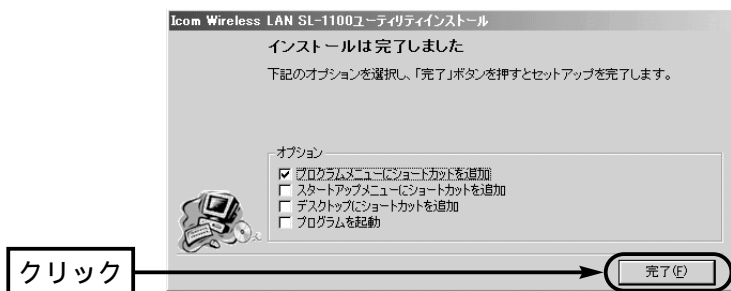 Icom Wireless LAN SL-1100ユーティリティインストール
インストールは完了しました
下記のオプションを選択し、「完了」ボタンを押すとセットアップを完了します。
オプション
プログラムメニューにショートカットを追加
スタートアップメニューにショートカットを追加
デスクトップにショートカットを追加
プログラムを起動
クリック
完了(F)